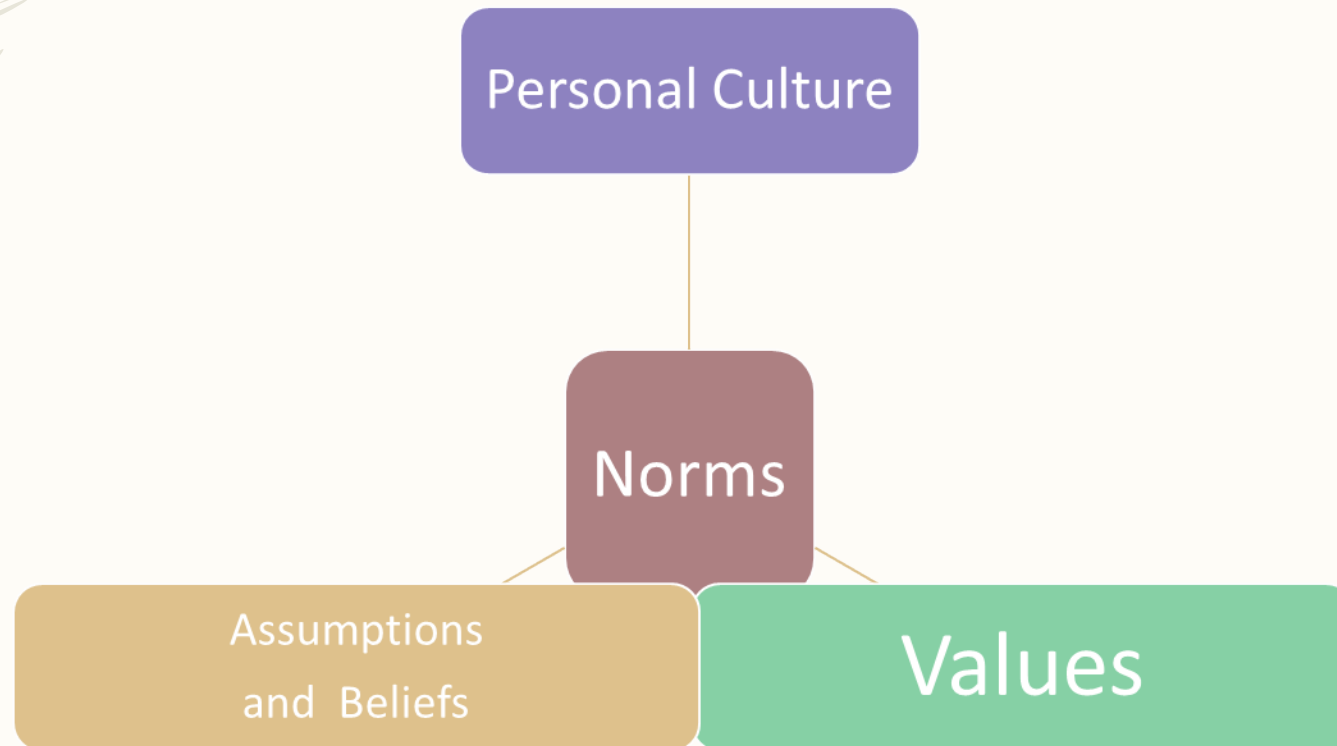 Personal Culture
Norms
Assumptions
and  Beliefs
Values